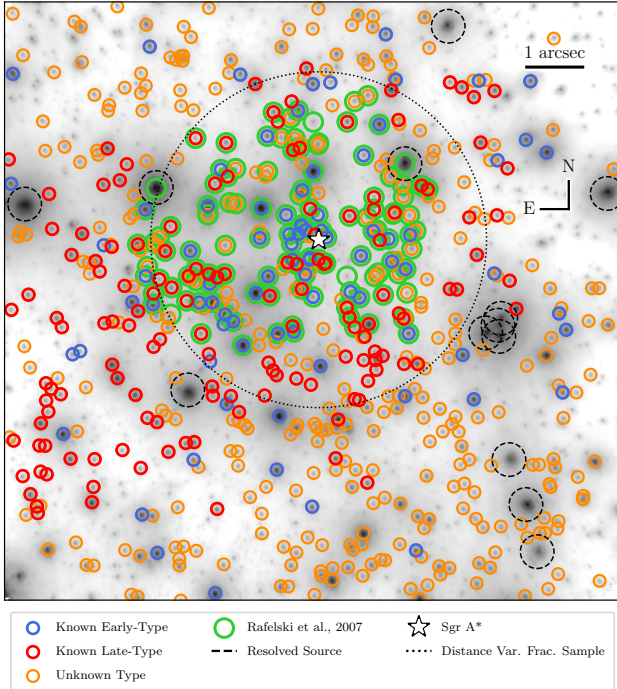 1 arcsec
N
E
Known Early-Type
Rafelski et al., 2007
Sgr A*
Known Late-Type
Resolved Source
Distance Var. Frac. Sample
Unknown Type